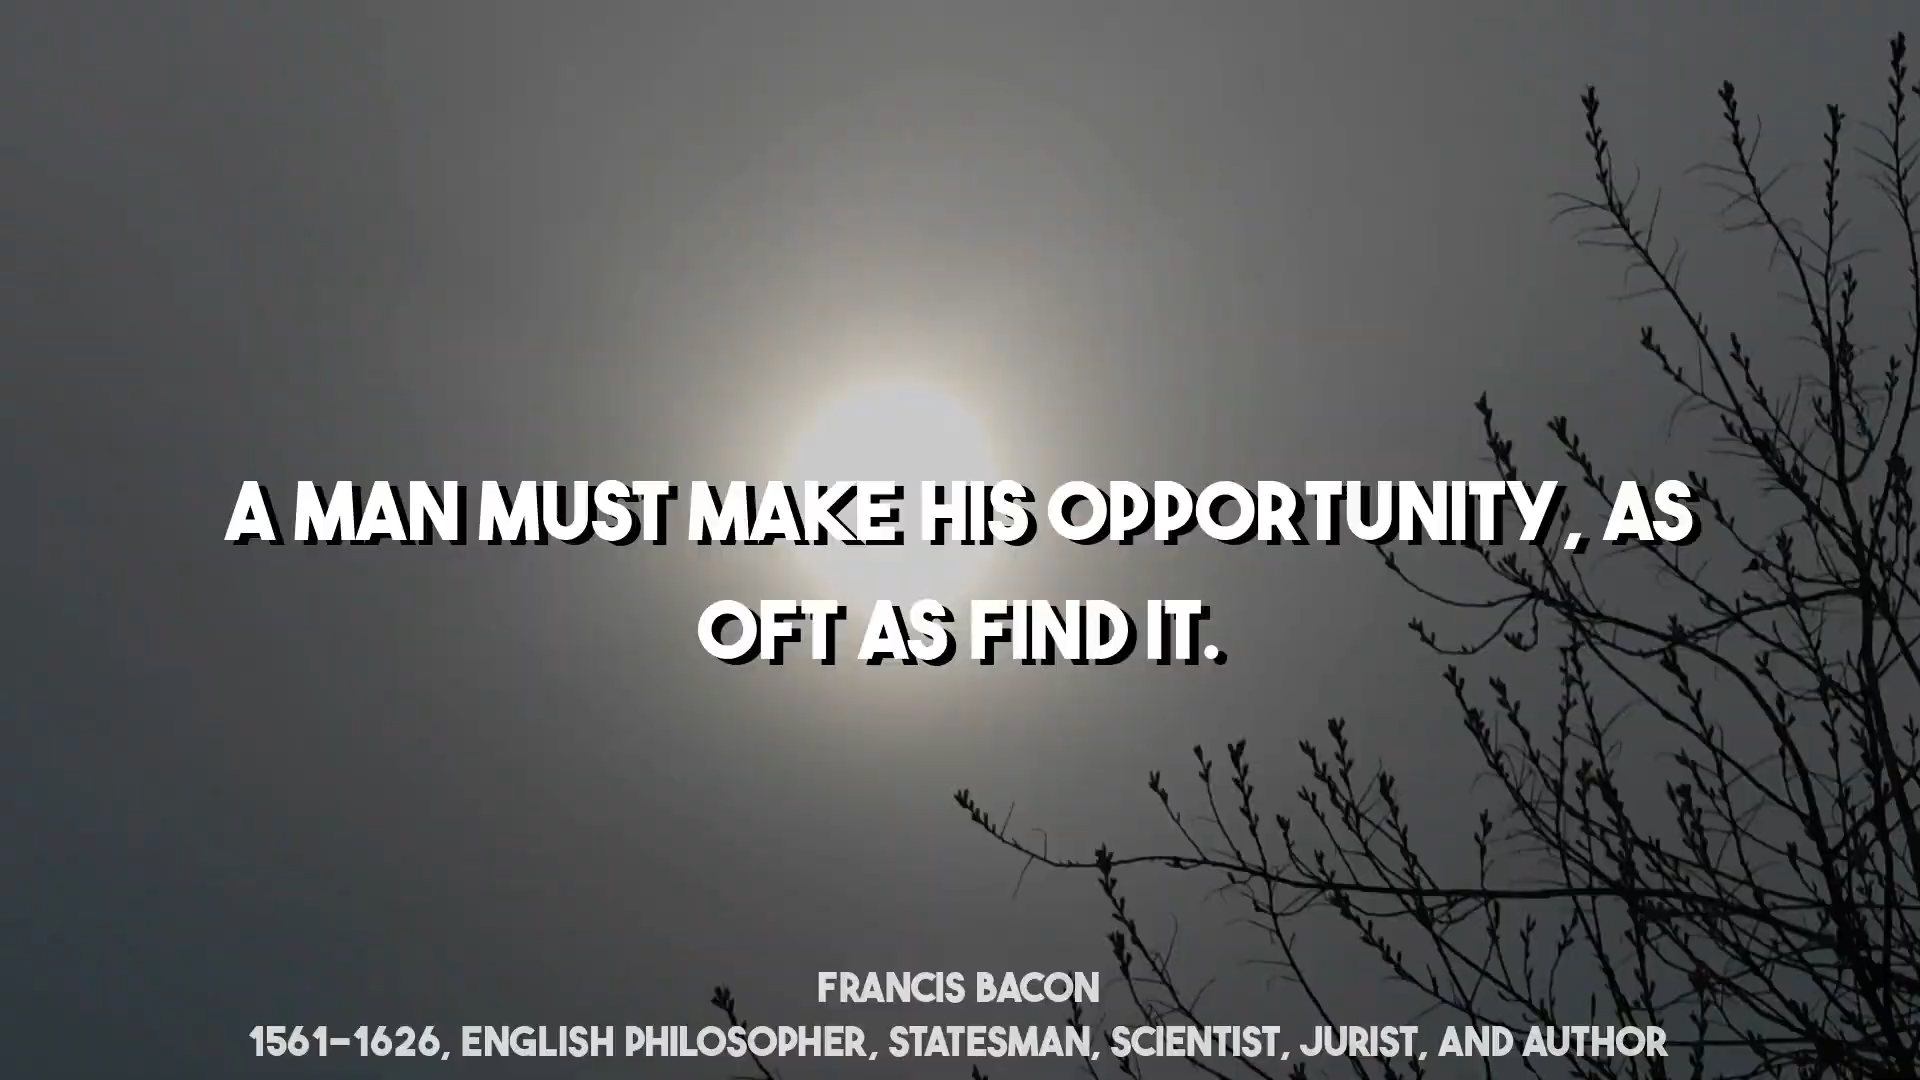 A MAN MUST MAKE HIS OPPORTUNITY, AS
OFT AS FIND IT.
FRANCIS BACON
1561-1626, ENGLISH PHILOSOPHER, STATESMAN, SCIENTIST, JURIST, AND AUTHOR